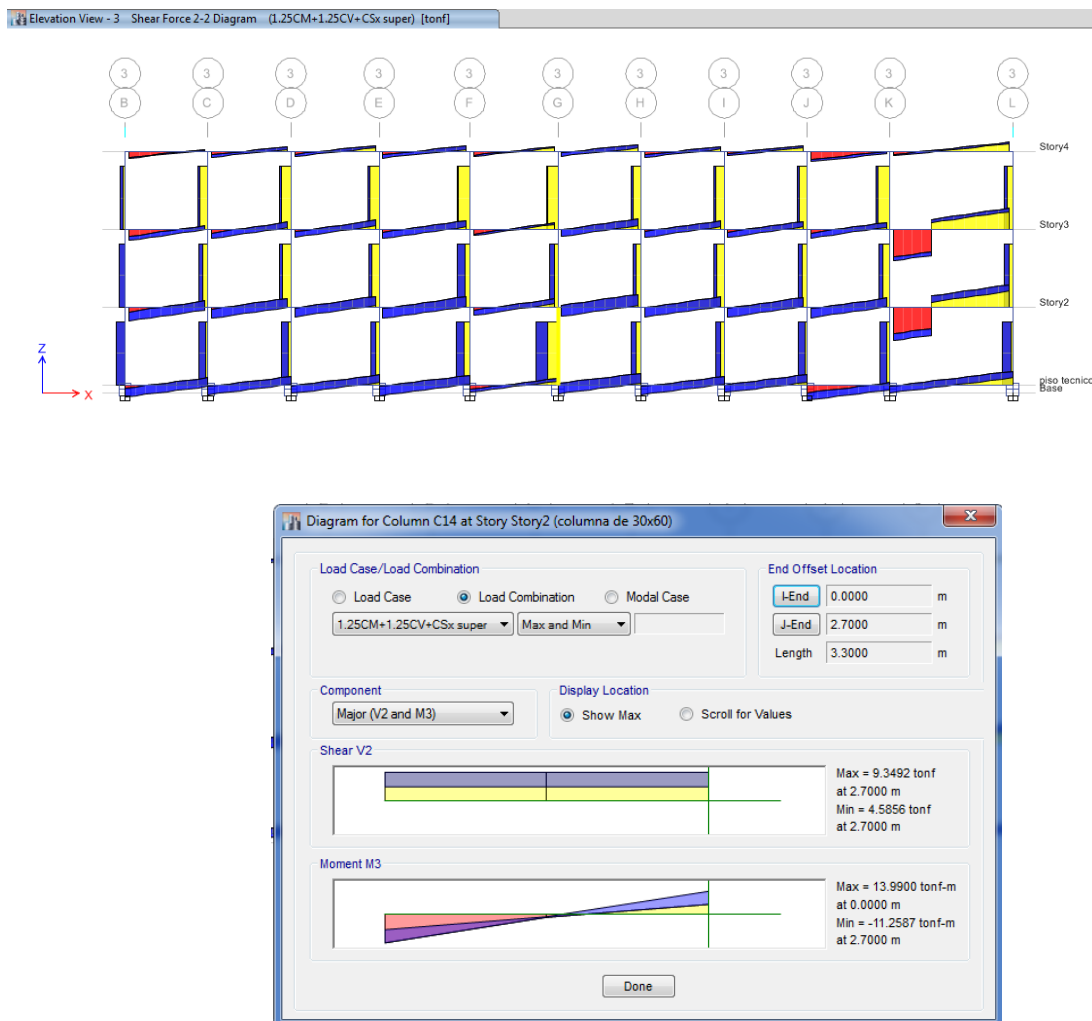 Elevation View - 3 Shear Force 2-2 Diagram (1.25CM+1.25CV+CSx super) [tonf]
3 3 3 3 3 3 3 3 3 3 3
B C D E F G H I J K L
Story4
Story3
Story2
piso tecnico
Base
Z
X
Diagram for Column C14 at Story Story2 (columna de 30x60)
Load Case/Load Combination
Load Case Load Combination Modal Case
1.25CM+1.25CV+CSx super Max and Min
End Offset Location
I-End 0.0000 m
J-End 2.7000 m
Length 3.3000 m
Component
Major (V2 and M3)
Display Location
Show Max Scroll for Values
Shear V2
Max = 9.3492 tonf
at 2.7000 m
Min = 4.5856 tonf
at 2.7000 m
Moment M3
Max = 13.9900 tonf-m
at 0.0000 m
Min = -11.2587 tonf-m
at 2.7000 m
Done